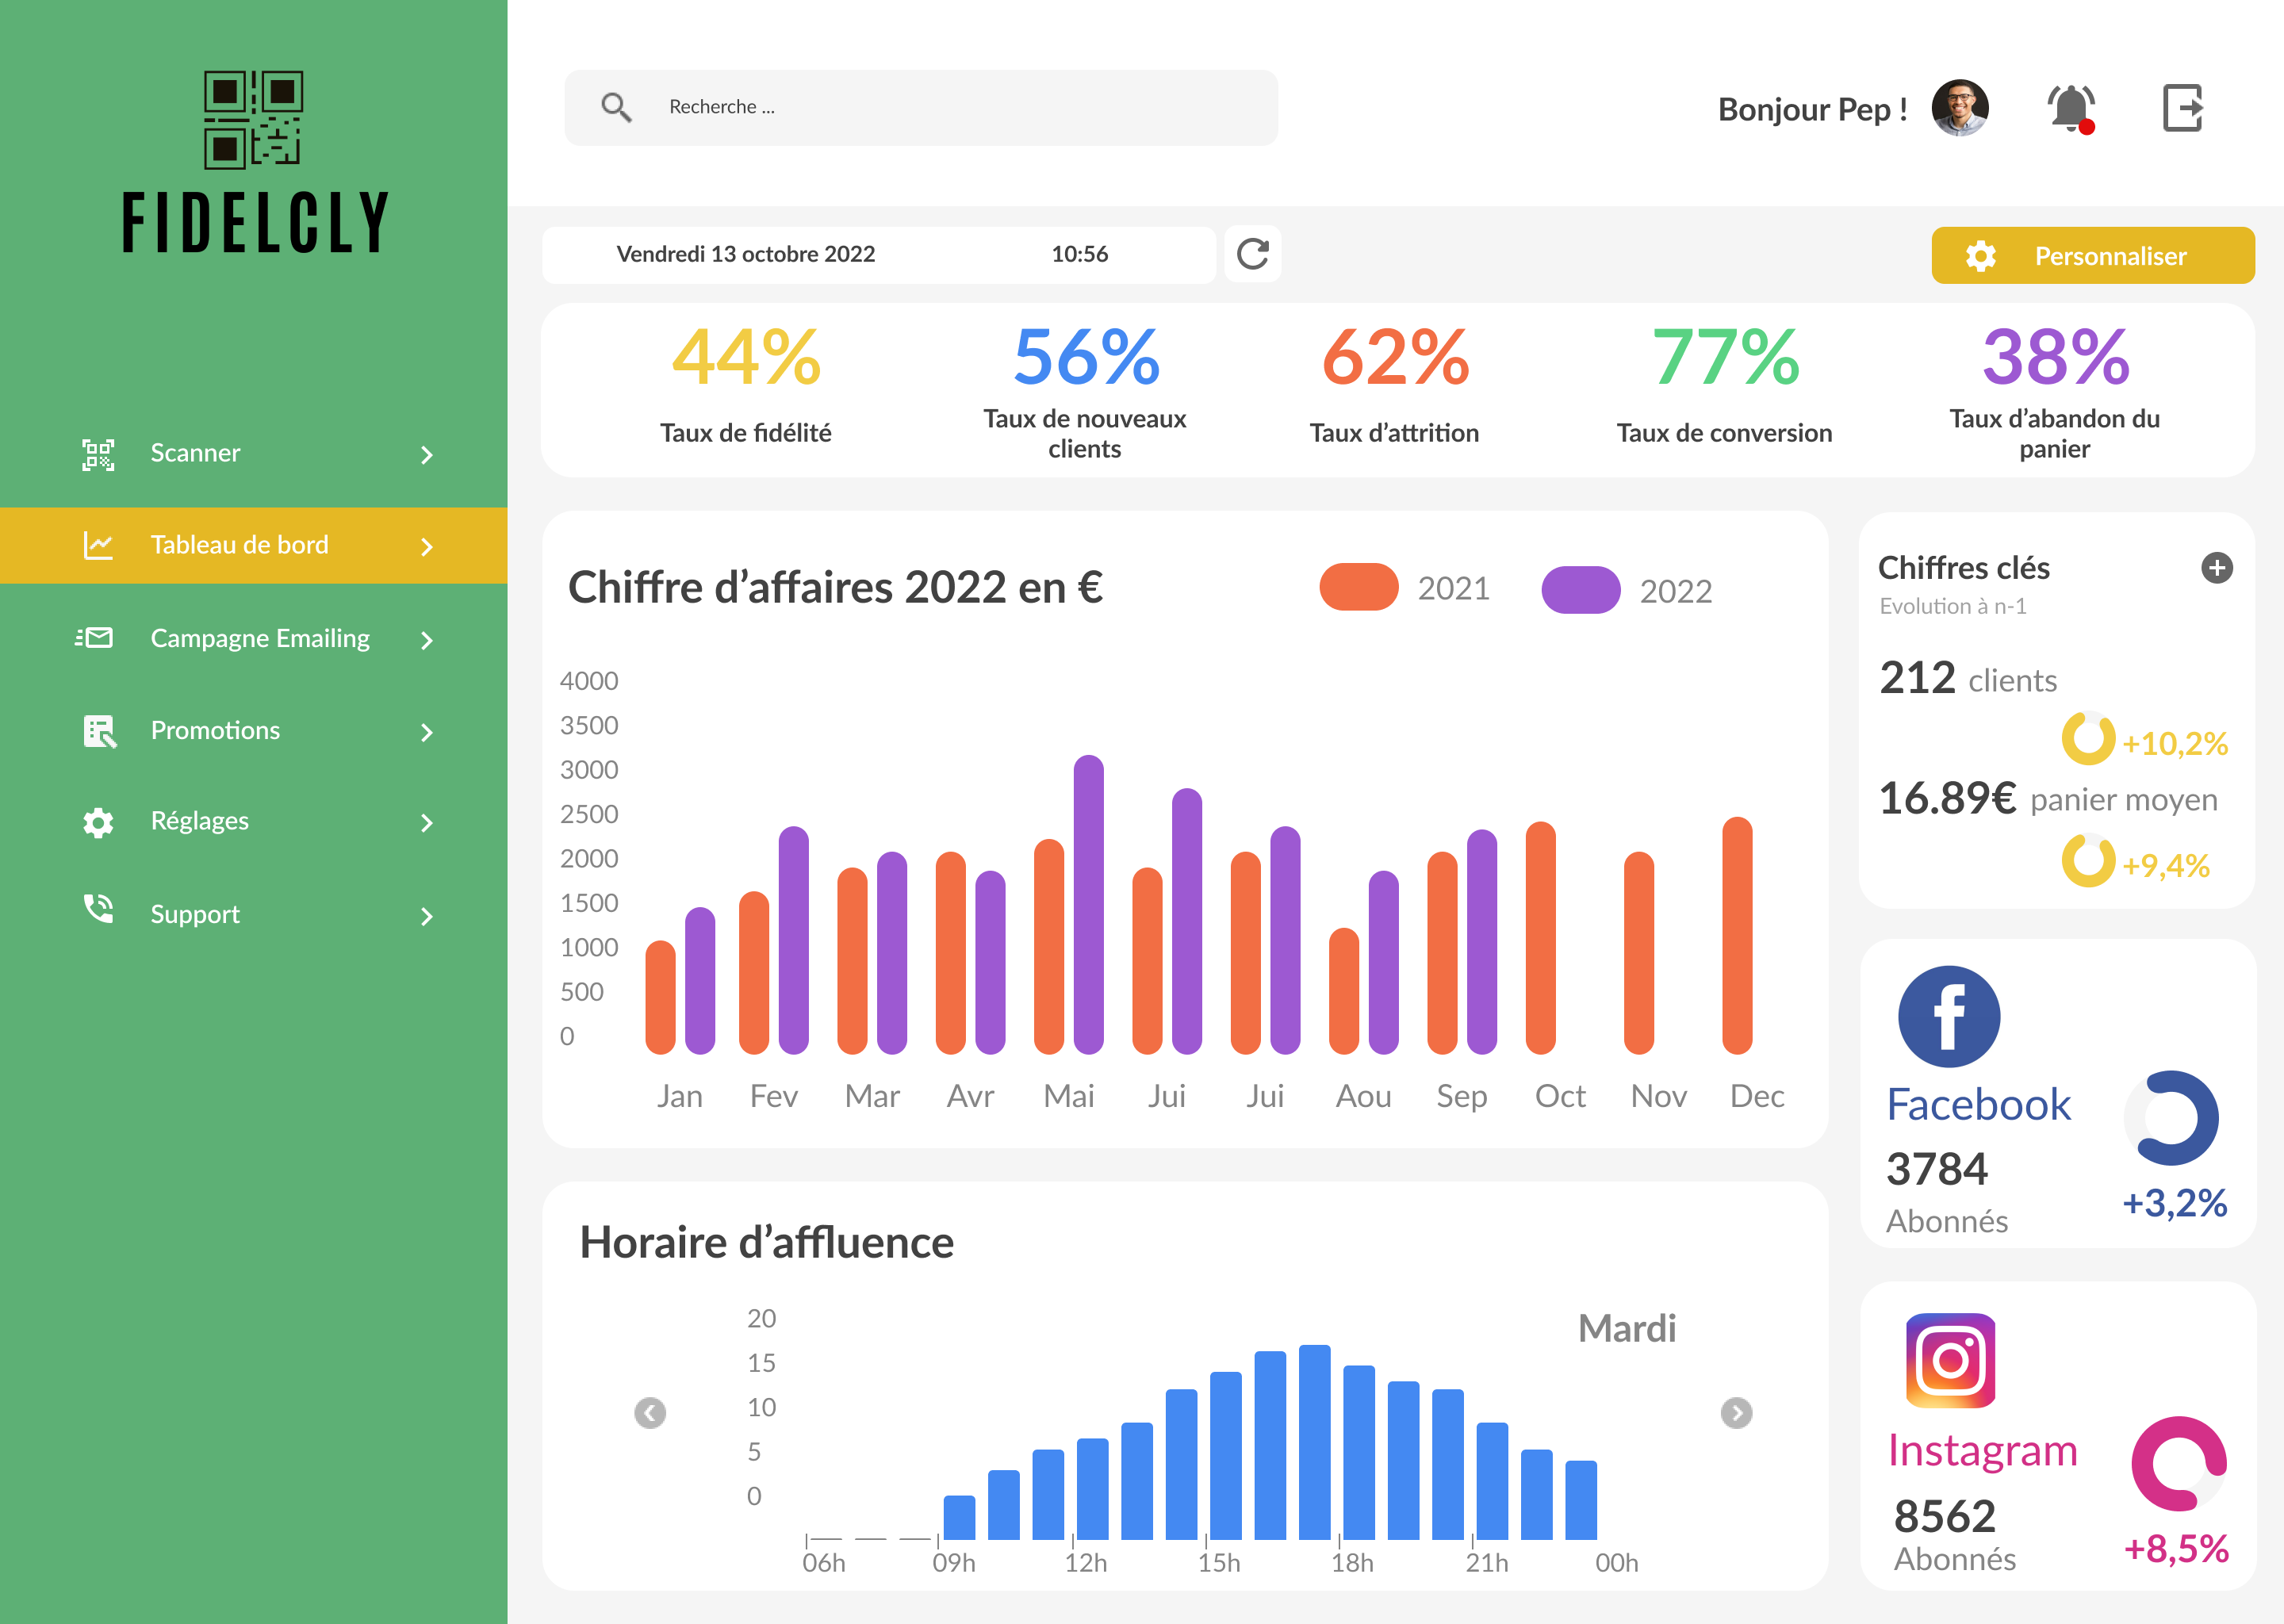 FIDELCLY
Scanner
Tableau de bord
Campagne Emailing
Promotions
Réglages
Support
Recherche ...
Bonjour Pep !
Vendredi 13 octobre 2022 10:56
Personnaliser
44%
Taux de fidélité
56%
Taux de nouveaux
clients
62%
Taux d’attrition
77%
Taux de conversion
38%
Taux d’abandon du
panier
Chiffre d’affaires 2022 en €
2021
2022
4000
3500
3000
2500
2000
1500
1000
500
0
Jan Fev Mar Avr Mai Jui Jui Aou Sep Oct Nov Dec
Chiffres clés
Evolution à n-1
212 clients
+10,2%
16.89€ panier moyen
+9,4%
Facebook
3784
Abonnés
+3,2%
Horaire d’affluence
Mardi
20
15
10
5
0
06h 09h 12h 15h 18h 21h 00h
Instagram
8562
Abonnés
+8,5%